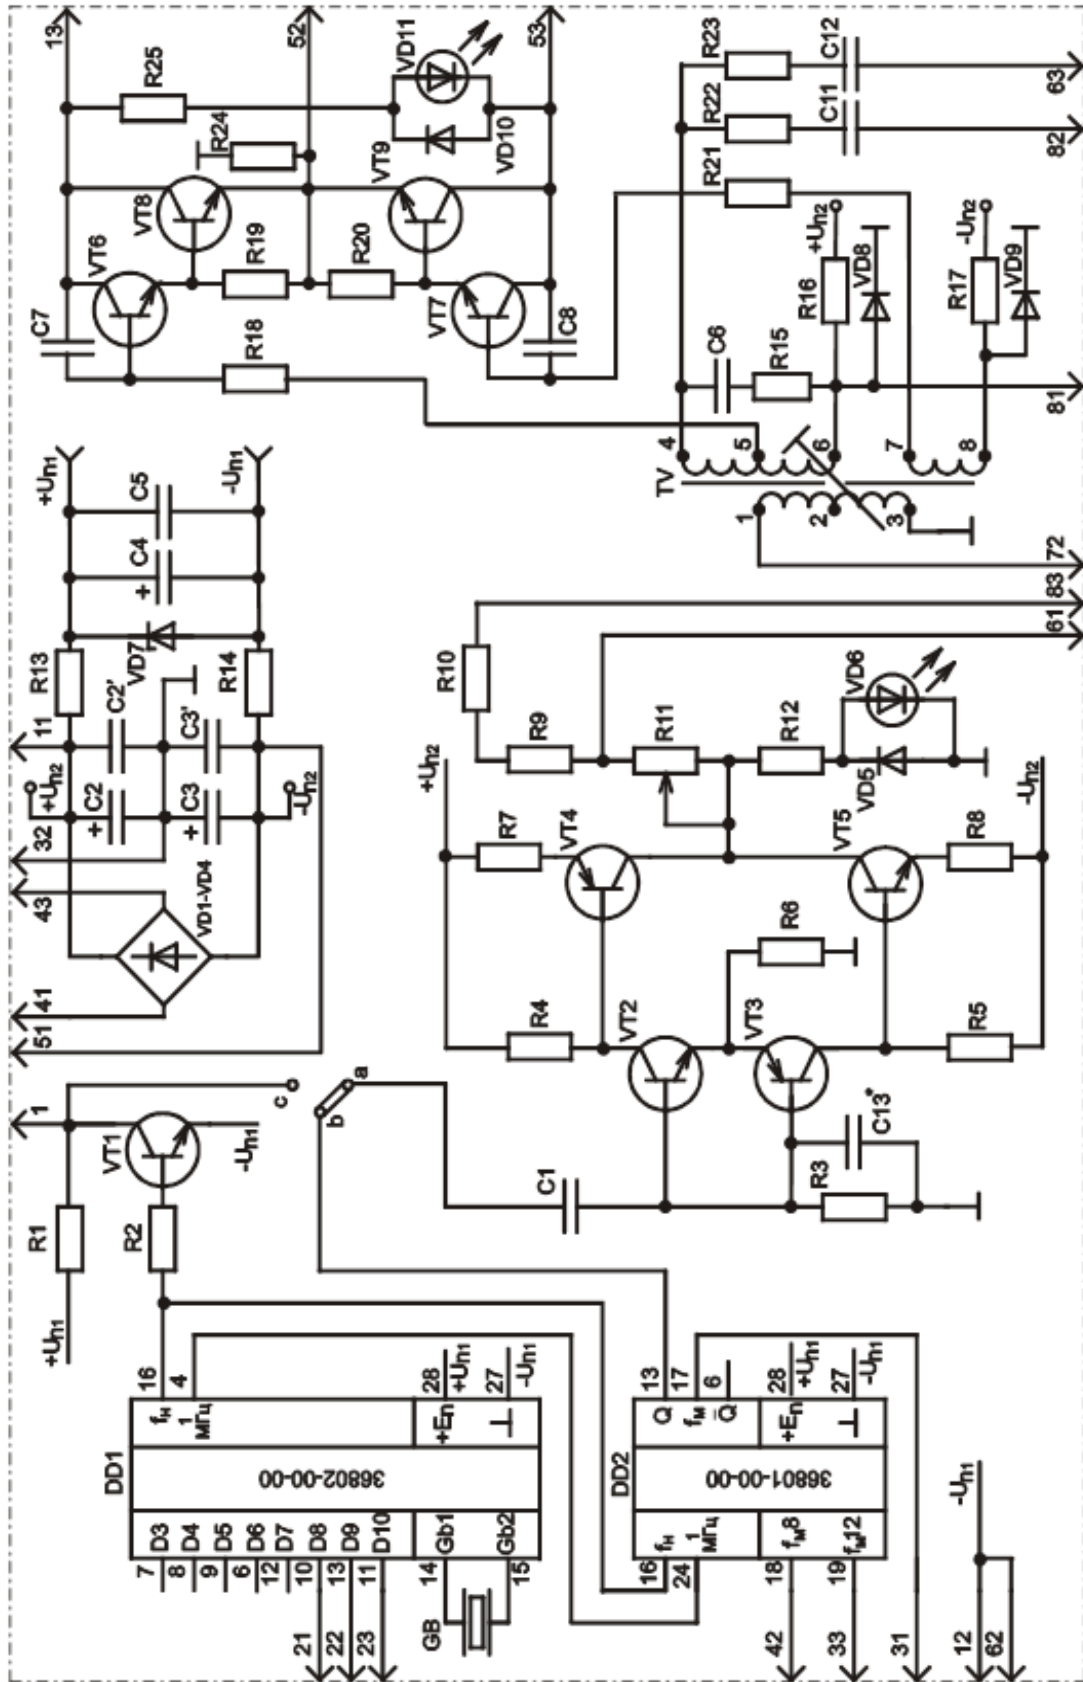 13
52
53
R25
VD11
R24
VD10
VT9
VT8
VT6
R19
R20
VT7
C7
R18
C8
R23
C12
R22
C11
R21
63
82
+Uп2
-Uп2
R16
VD8
R17
VD9
C6
R15
81
TV
4
5
6
7
8
1
2
3
72
83
61
+Uп1
-Uп1
C5
+ C4
VD7
R13
R14
11
C2'
C3'
+Uп2
-Uп2
+ C2
+ C3
32
43
VD1-VD4
41
51
R10
R9
R11
R12
VD6
VD5
+Uп2
-Uп2
R7
VT4
VT5
R8
R6
R4
VT2
VT3
R5
C13*
R3
C1
1
c
a
b
VT1
-Uп1
R1
R2
+Uп1
DD1
36802-00-00
16
fн
4
1 МГц
28
+Uп1
+Eп
27
-Uп1
⊥
7
D3
8
D4
9
D5
6
D6
12
D7
10
D8
13
D9
11
D10
14
Gb1
15
Gb2
GB
21
22
23
DD2
36801-00-00
13
Q
17
fм
6
Q̅
28
+Uп1
+Eп
27
-Uп1
⊥
16
fн
24
1 МГц
18
fм8
19
fм12
42
33
31
12
62
-Uп1